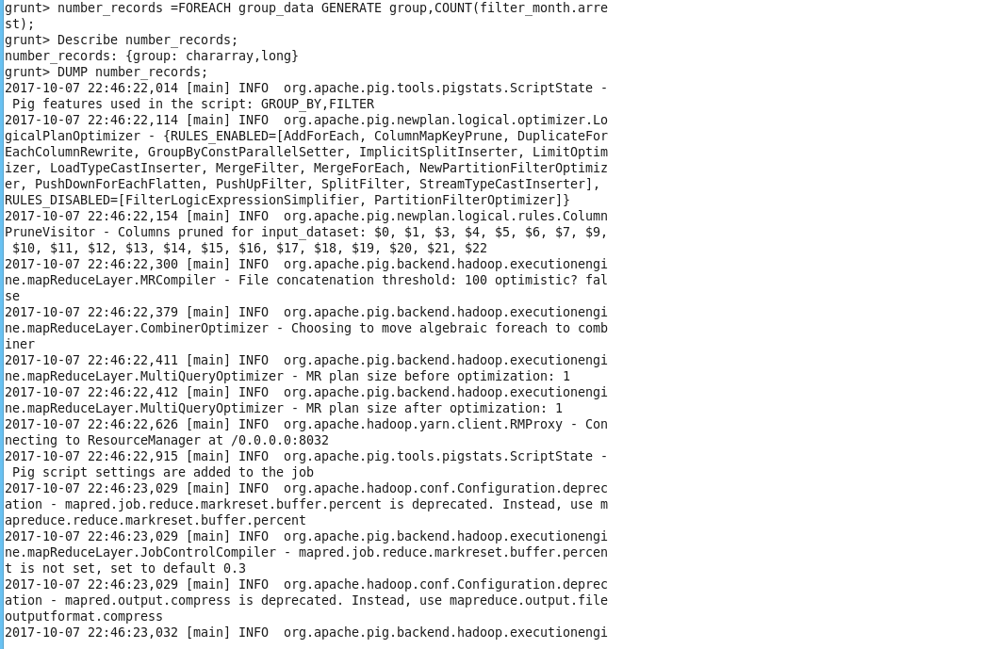 grunt> number_records =FOREACH group_data GENERATE group,COUNT(filter_month.arre
st);
grunt> Describe number_records;
number_records: {group: chararray,long}
grunt> DUMP number_records;
2017-10-07 22:46:22,014 [main] INFO  org.apache.pig.tools.pigstats.ScriptState -
 Pig features used in the script: GROUP_BY,FILTER
2017-10-07 22:46:22,114 [main] INFO  org.apache.pig.newplan.logical.optimizer.Lo
gicalPlanOptimizer - {RULES_ENABLED=[AddForEach, ColumnMapKeyPrune, DuplicateFor
EachColumnRewrite, GroupByConstParallelSetter, ImplicitSplitInserter, LimitOptim
izer, LoadTypeCastInserter, MergeFilter, MergeForEach, NewPartitionFilterOptimiz
er, PushDownForEachFlatten, PushUpFilter, SplitFilter, StreamTypeCastInserter],
RULES_DISABLED=[FilterLogicExpressionSimplifier, PartitionFilterOptimizer]}
2017-10-07 22:46:22,154 [main] INFO  org.apache.pig.newplan.logical.rules.Column
PruneVisitor - Columns pruned for input_dataset: $0, $1, $3, $4, $5, $6, $7, $9,
 $10, $11, $12, $13, $14, $15, $16, $17, $18, $19, $20, $21, $22
2017-10-07 22:46:22,300 [main] INFO  org.apache.pig.backend.hadoop.executionengi
ne.mapReduceLayer.MRCompiler - File concatenation threshold: 100 optimistic? fal
se
2017-10-07 22:46:22,379 [main] INFO  org.apache.pig.backend.hadoop.executionengi
ne.mapReduceLayer.CombinerOptimizer - Choosing to move algebraic foreach to comb
iner
2017-10-07 22:46:22,411 [main] INFO  org.apache.pig.backend.hadoop.executionengi
ne.mapReduceLayer.MultiQueryOptimizer - MR plan size before optimization: 1
2017-10-07 22:46:22,412 [main] INFO  org.apache.pig.backend.hadoop.executionengi
ne.mapReduceLayer.MultiQueryOptimizer - MR plan size after optimization: 1
2017-10-07 22:46:22,626 [main] INFO  org.apache.hadoop.yarn.client.RMProxy - Con
necting to ResourceManager at /0.0.0.0:8032
2017-10-07 22:46:22,915 [main] INFO  org.apache.pig.tools.pigstats.ScriptState -
 Pig script settings are added to the job
2017-10-07 22:46:23,029 [main] INFO  org.apache.hadoop.conf.Configuration.deprec
ation - mapred.job.reduce.markreset.buffer.percent is deprecated. Instead, use m
apreduce.reduce.markreset.buffer.percent
2017-10-07 22:46:23,029 [main] INFO  org.apache.pig.backend.hadoop.executionengi
ne.mapReduceLayer.JobControlCompiler - mapred.job.reduce.markreset.buffer.percen
t is not set, set to default 0.3
2017-10-07 22:46:23,029 [main] INFO  org.apache.hadoop.conf.Configuration.deprec
ation - mapred.output.compress is deprecated. Instead, use mapreduce.output.file
outputformat.compress
2017-10-07 22:46:23,032 [main] INFO  org.apache.pig.backend.hadoop.executionengi